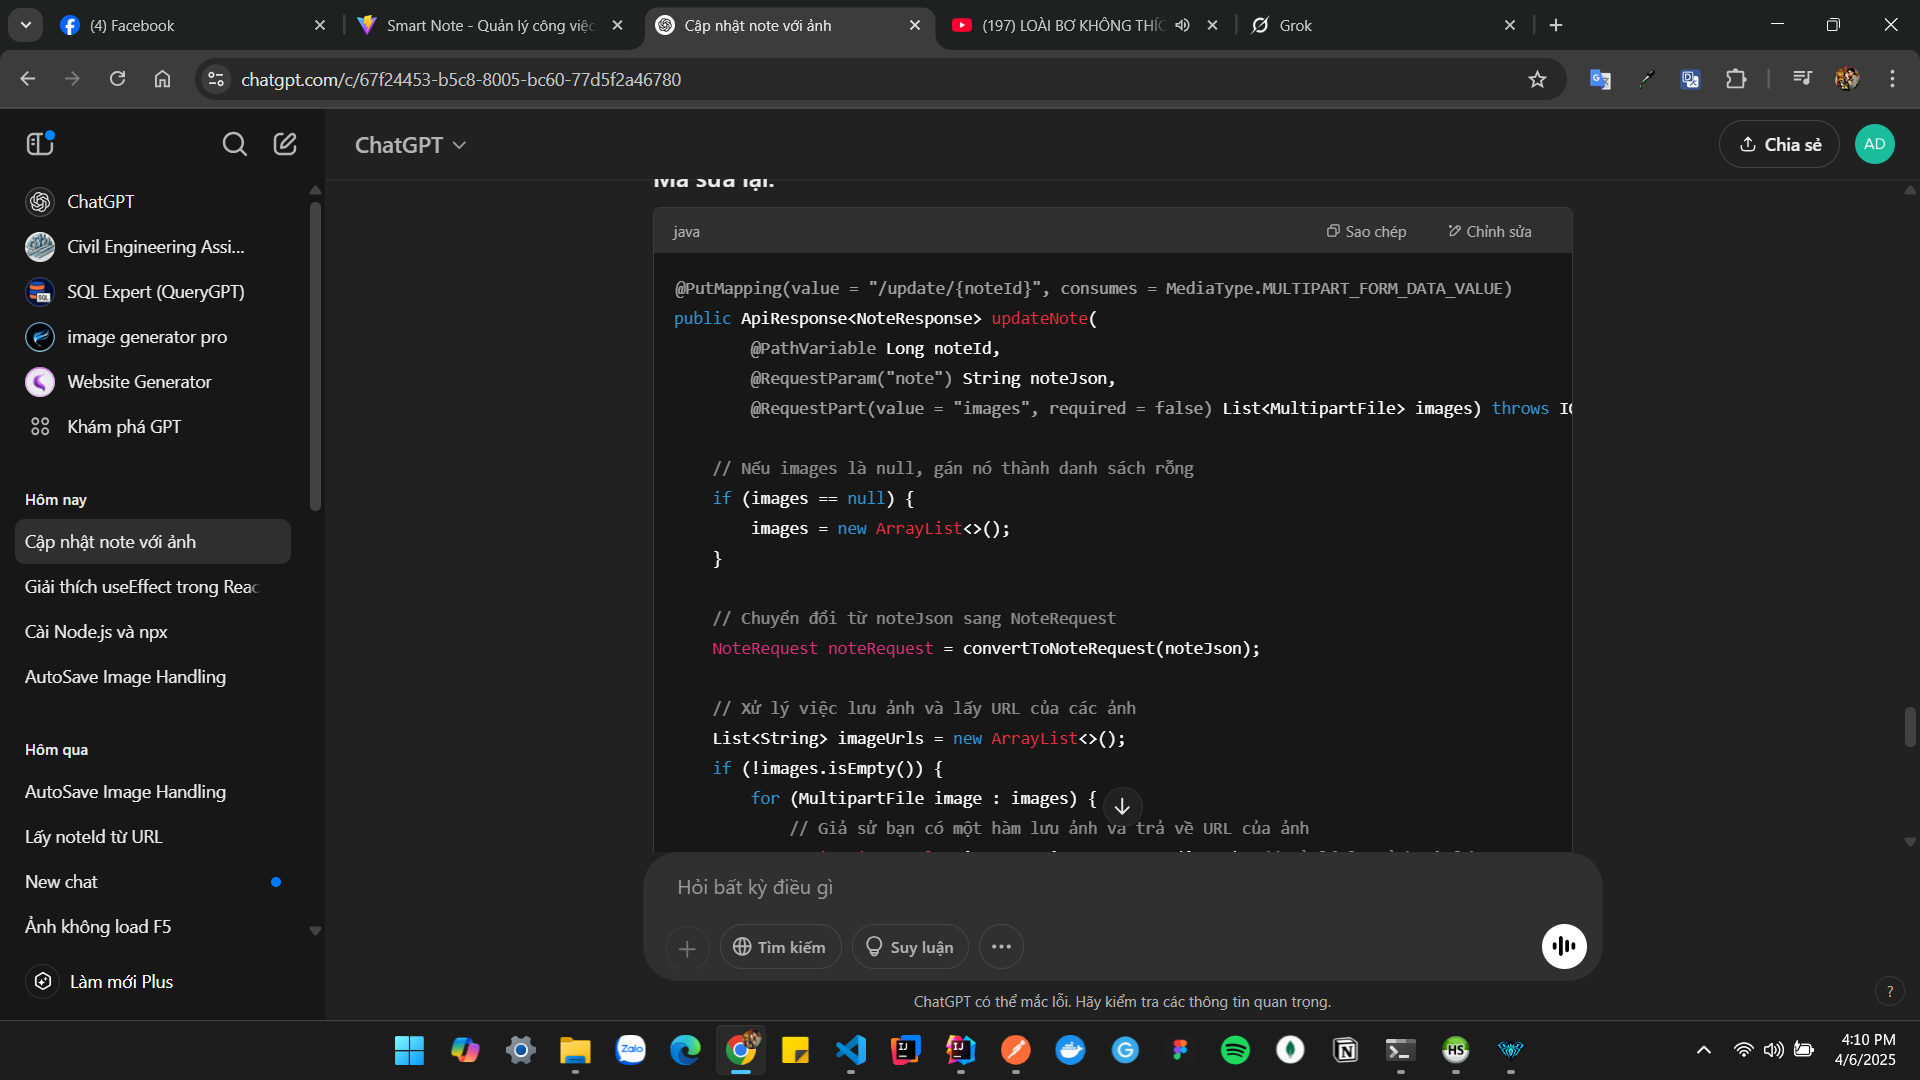 (4) Facebook
Smart Note - Quản lý công việc
Cập nhật note với ảnh
(197) LOÀI BƠ KHÔNG THÍC
Grok
chatgpt.com/c/67f24453-b5c8-8005-bc60-77d5f2a46780
ChatGPT
Chia sẻ
AD
ChatGPT
Civil Engineering Assi...
SQL Expert (QueryGPT)
image generator pro
Website Generator
Khám phá GPT
Hôm nay
Cập nhật note với ảnh
Giải thích useEffect trong Reac
Cài Node.js và npx
AutoSave Image Handling
Hôm qua
AutoSave Image Handling
Lấy noteId từ URL
New chat
Ảnh không load F5
Làm mới Plus
Mã sửa lại:
java
Sao chép
Chỉnh sửa
@PutMapping(value = "/update/{noteId}", consumes = MediaType.MULTIPART_FORM_DATA_VALUE)
public ApiResponse<NoteResponse> updateNote(
@PathVariable Long noteId,
@RequestParam("note") String noteJson,
@RequestPart(value = "images", required = false) List<MultipartFile> images) throws IO
// Nếu images là null, gán nó thành danh sách rỗng
if (images == null) {
images = new ArrayList<>();
}
// Chuyển đổi từ noteJson sang NoteRequest
NoteRequest noteRequest = convertToNoteRequest(noteJson);
// Xử lý việc lưu ảnh và lấy URL của các ảnh
List<String> imageUrls = new ArrayList<>();
if (!images.isEmpty()) {
for (MultipartFile image : images) {
// Giả sử bạn có một hàm lưu ảnh và trả về URL của ảnh
Hỏi bất kỳ điều gì
Tìm kiếm
Suy luận
ChatGPT có thể mắc lỗi. Hãy kiểm tra các thông tin quan trọng.
?
Zalo
4:10 PM
4/6/2025